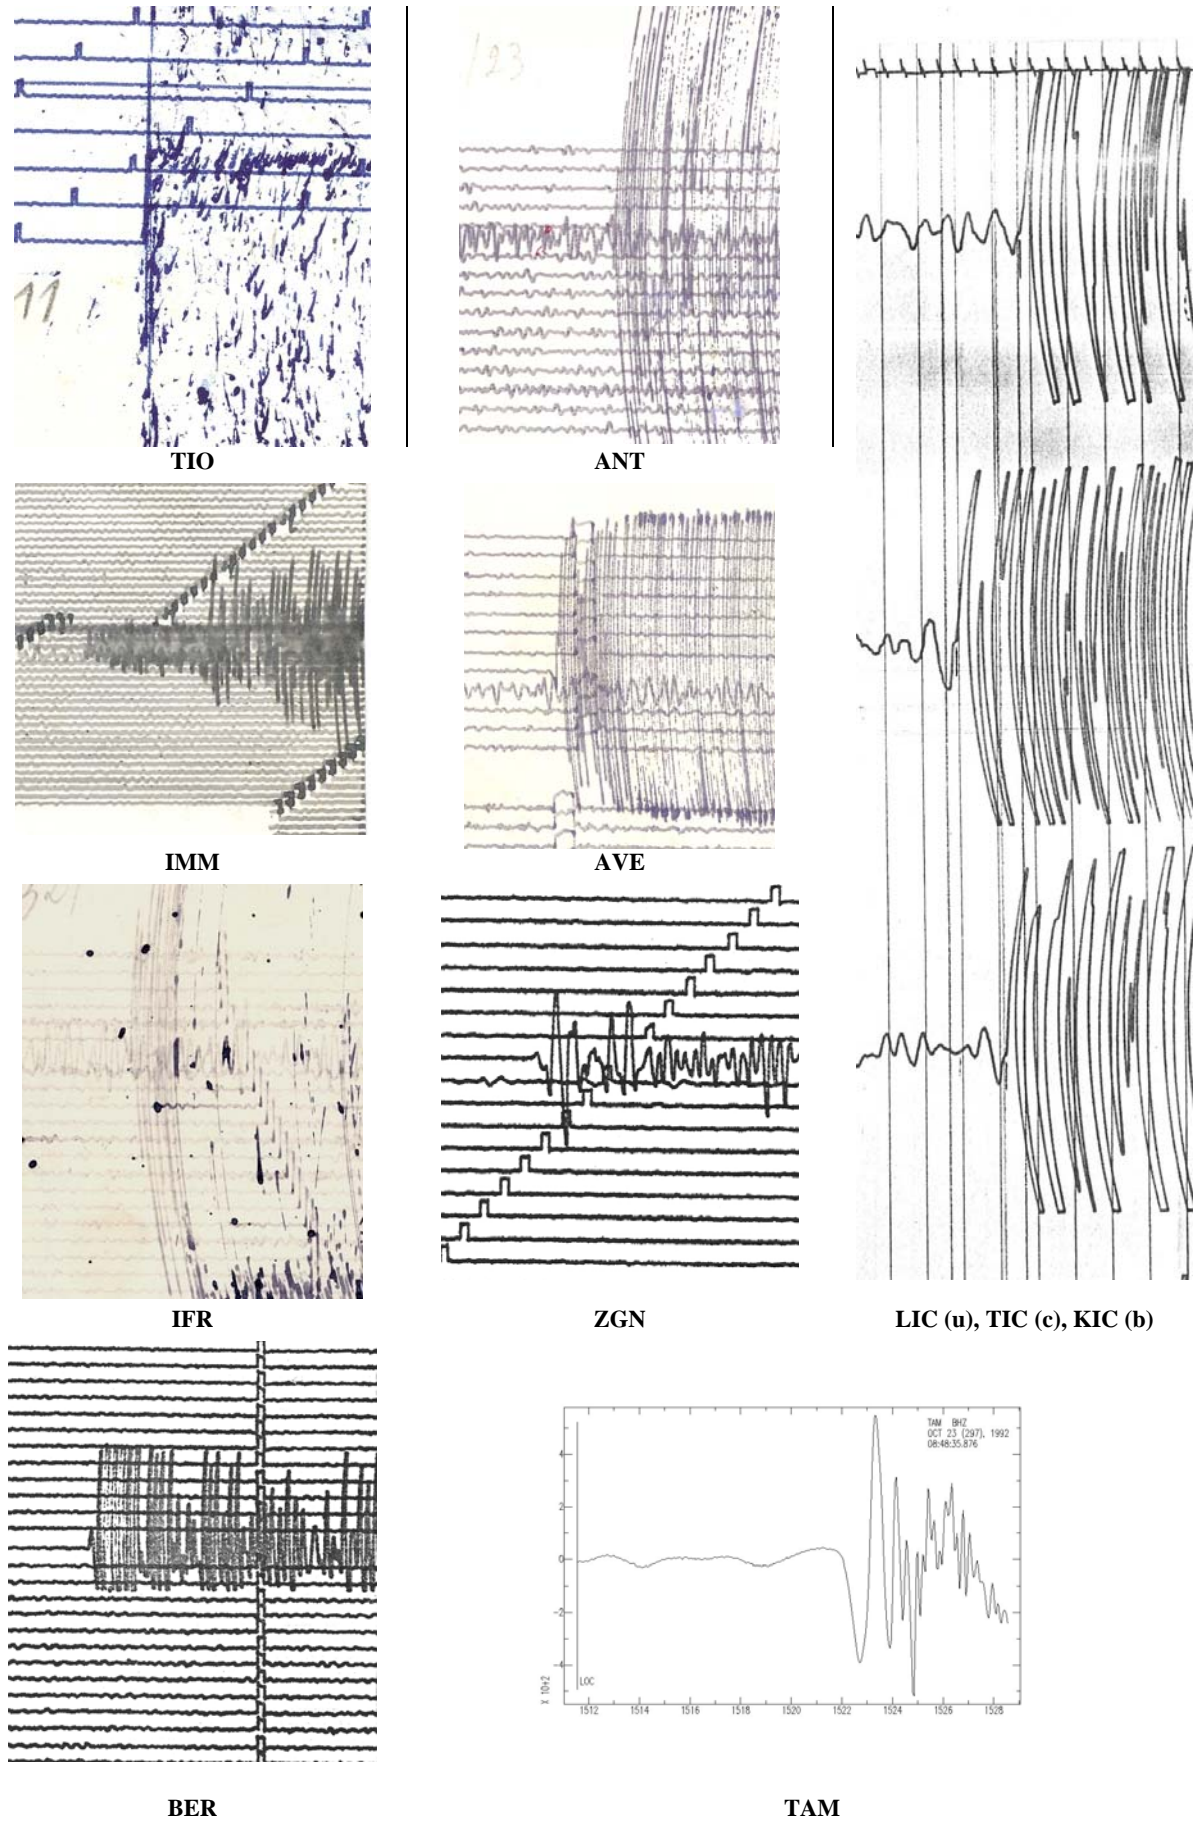 /23
11
TIO
ANT
IMM
AVE
IFR
ZGN
LIC (u), TIC (c), KIC (b)
TAM BHZ
OCT 23 (297), 1992
08:48:35.876
4
2
0
-2
-4
X 10+2
LOC
1512 1514 1516 1518 1520 1522 1524 1526 1528
BER
TAM